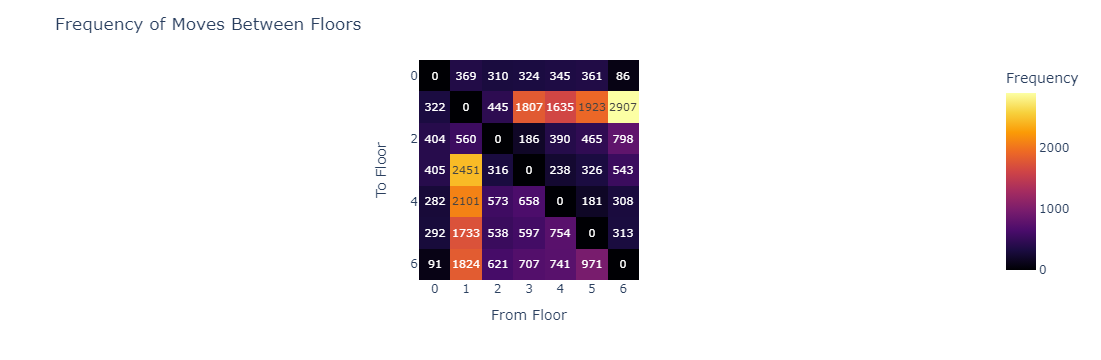 Frequency of Moves Between Floors
Frequency
0 0 369 310 324 345 361 86
322 0 445 1807 1635 1923 2907
2 404 560 0 186 390 465 798
405 2451 316 0 238 326 543
4 282 2101 573 658 0 181 308
292 1733 538 597 754 0 313
6 91 1824 621 707 741 971 0
0 1 2 3 4 5 6
To Floor
From Floor
2000
1000
0